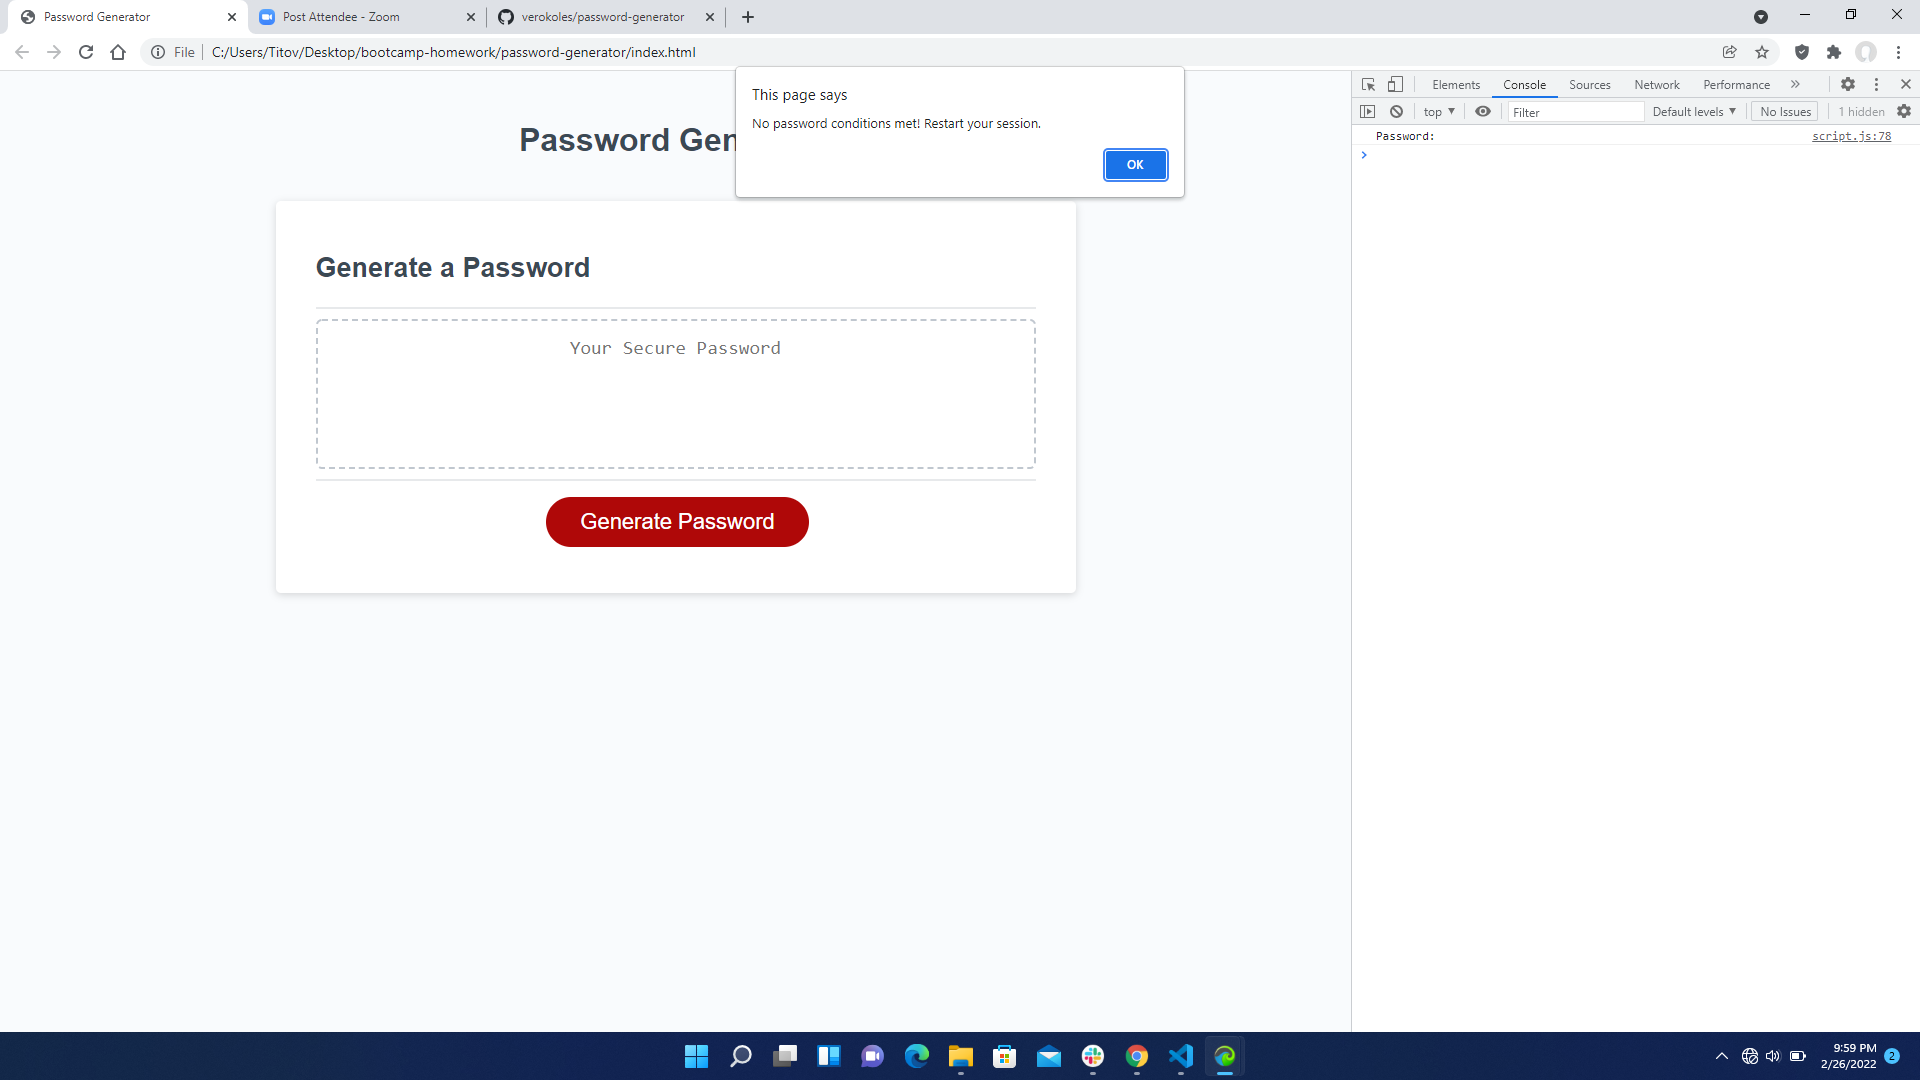 Password Generator
Post Attendee - Zoom
verokoles/password-generator
File
C:/Users/Titov/Desktop/bootcamp-homework/password-generator/index.html
This page says
No password conditions met! Restart your session.
OK
Password Gen
Generate a Password
Your Secure Password
Generate Password
Elements
Console
Sources
Network
Performance
top
Filter
Default levels
No Issues
1 hidden
Password:
script.js:78
9:59 PM
2/26/2022
2